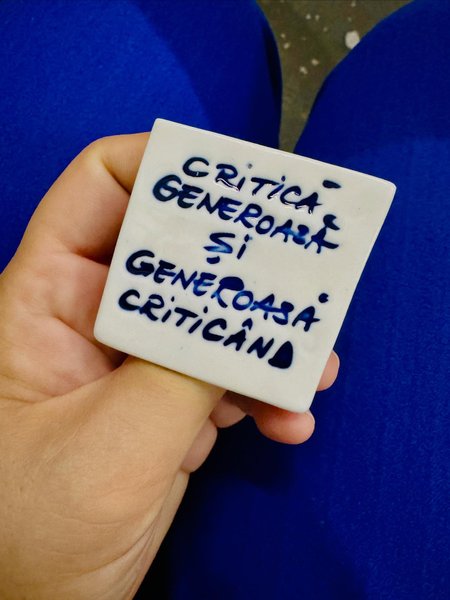 CRITICĂ
GENEROASĂ
ȘI
GENEROASĂ
CRITICÂND